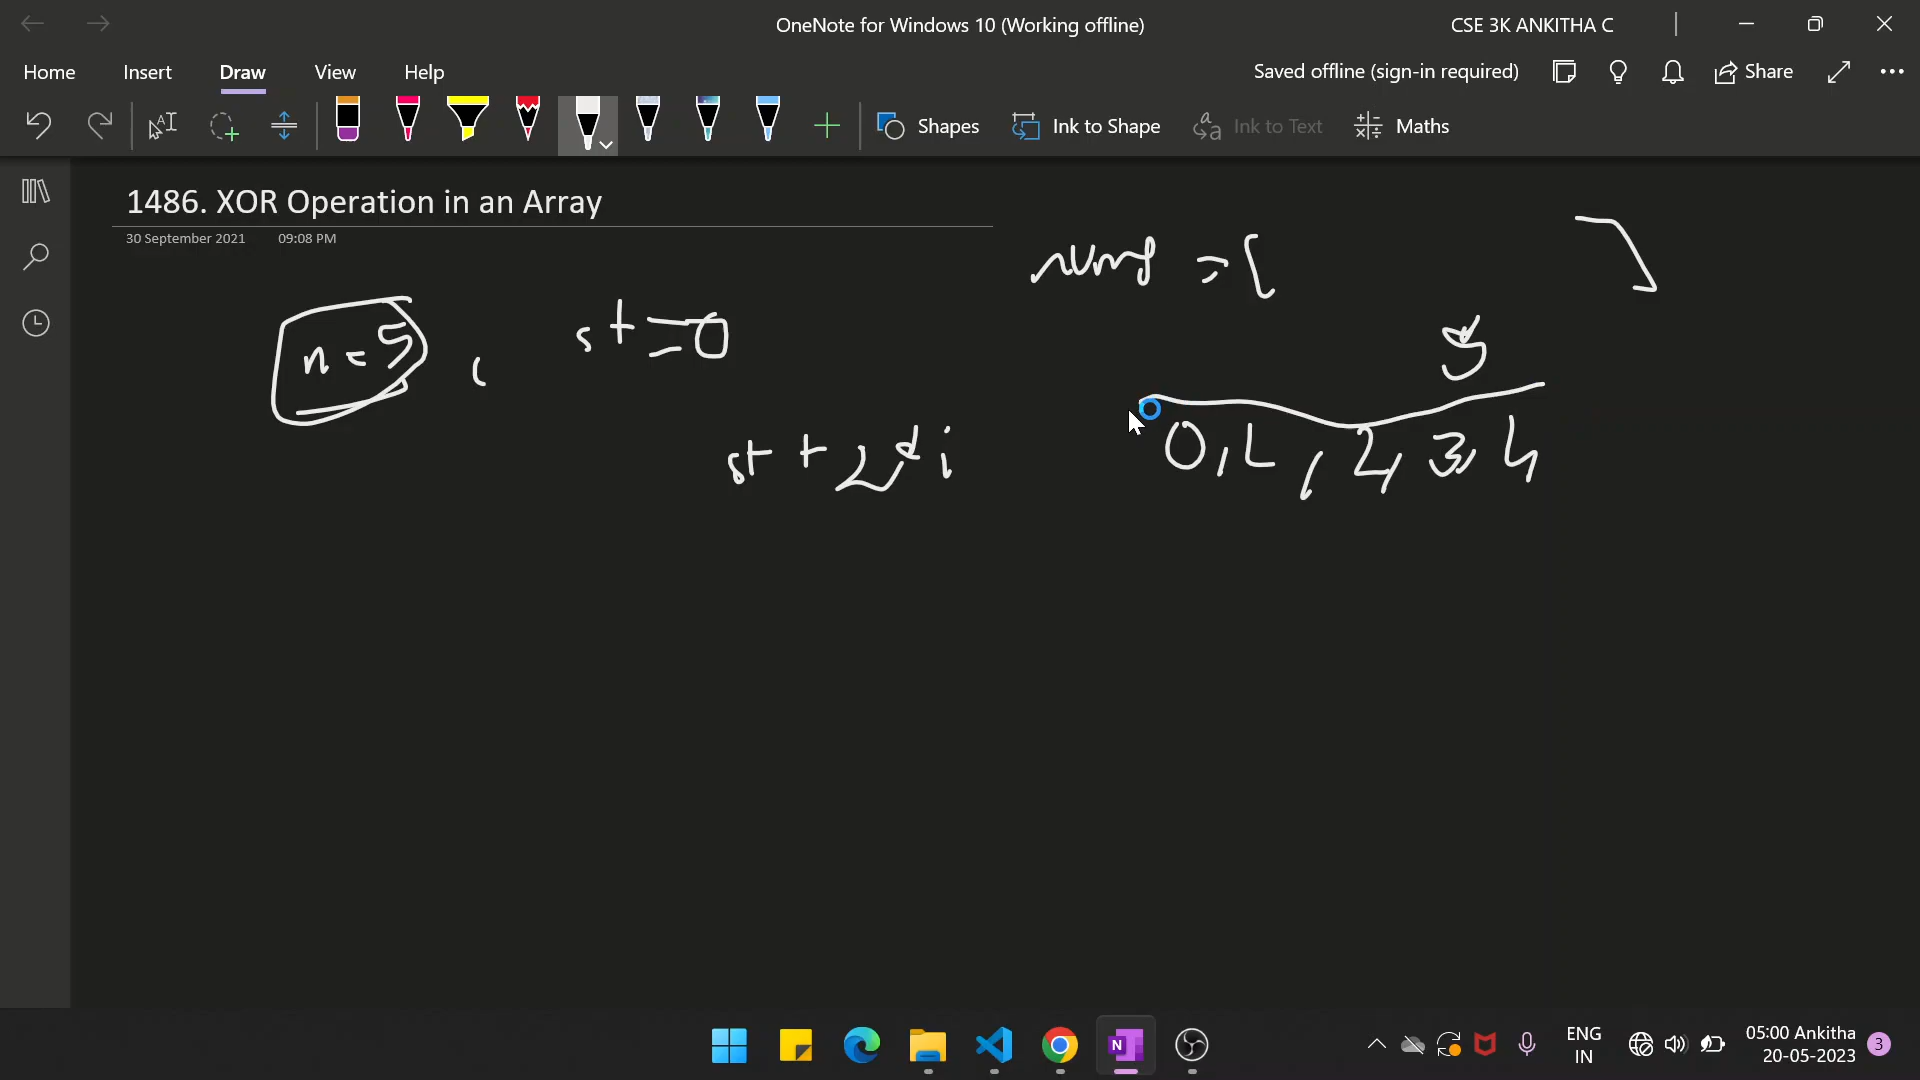 OneNote for Windows 10 (Working offline)
CSE 3K ANKITHA C
Home Insert Draw View Help
Saved offline (sign-in required)
Share
Shapes
Ink to Shape
Ink to Text
Maths
1486. XOR Operation in an Array
30 September 2021 09:08 PM
nums = [ ]
n = 5, st = 0
5
st + 2 * i
0, 1, 2, 3, 4
ENG
IN
05:00 Ankitha
20-05-2023
3